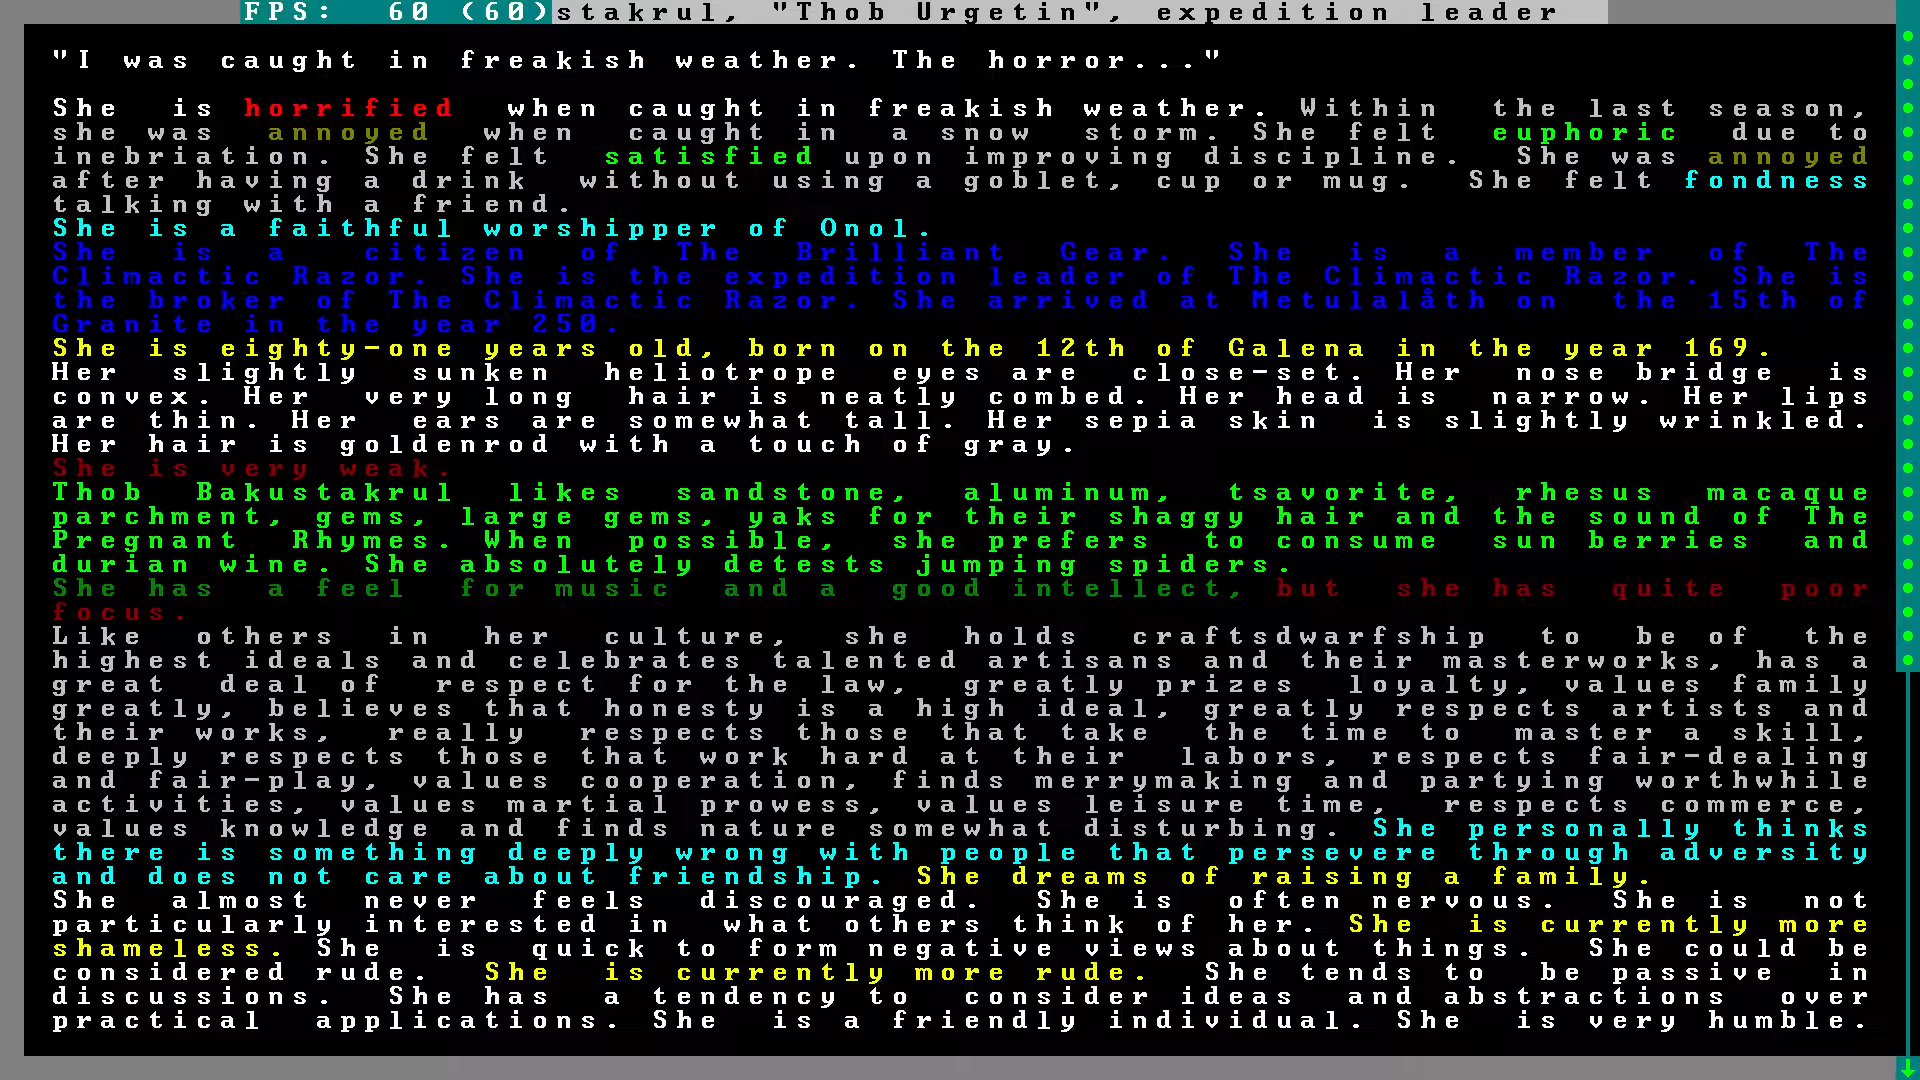 FPS: 60 (60)stakrul, "Thob Urgetin", expedition leader
"I was caught in freakish weather. The horror..."
She is horrified when caught in freakish weather. Within the last season,
she was annoyed when caught in a snow storm. She felt euphoric due to
inebriation. She felt satisfied upon improving discipline. She was annoyed
after having a drink without using a goblet, cup or mug. She felt fondness
talking with a friend.
She is a faithful worshipper of Onol.
She is a citizen of The Brilliant Gear. She is a member of The
Climactic Razor. She is the expedition leader of The Climactic Razor. She is
the broker of The Climactic Razor. She arrived at Metulalåth on the 15th of
Granite in the year 250.
She is eighty-one years old, born on the 12th of Galena in the year 169.
Her slightly sunken heliotrope eyes are close-set. Her nose bridge is
convex. Her very long hair is neatly combed. Her head is narrow. Her lips
are thin. Her ears are somewhat tall. Her sepia skin is slightly wrinkled.
Her hair is goldenrod with a touch of gray.
She is very weak.
Thob Bakustakrul likes sandstone, aluminum, tsavorite, rhesus macaque
parchment, gems, large gems, yaks for their shaggy hair and the sound of The
Pregnant Rhymes. When possible, she prefers to consume sun berries and
durian wine. She absolutely detests jumping spiders.
She has a feel for music and a good intellect, but she has quite poor
focus.
Like others in her culture, she holds craftsdwarfship to be of the
highest ideals and celebrates talented artisans and their masterworks, has a
great deal of respect for the law, greatly prizes loyalty, values family
greatly, believes that honesty is a high ideal, greatly respects artists and
their works, really respects those that take the time to master a skill,
deeply respects those that work hard at their labors, respects fair-dealing
and fair-play, values cooperation, finds merrymaking and partying worthwhile
activities, values martial prowess, values leisure time, respects commerce,
values knowledge and finds nature somewhat disturbing. She personally thinks
there is something deeply wrong with people that persevere through adversity
and does not care about friendship. She dreams of raising a family.
She almost never feels discouraged. She is often nervous. She is not
particularly interested in what others think of her. She is currently more
shameless. She is quick to form negative views about things. She could be
considered rude. She is currently more rude. She tends to be passive in
discussions. She has a tendency to consider ideas and abstractions over
practical applications. She is a friendly individual. She is very humble.